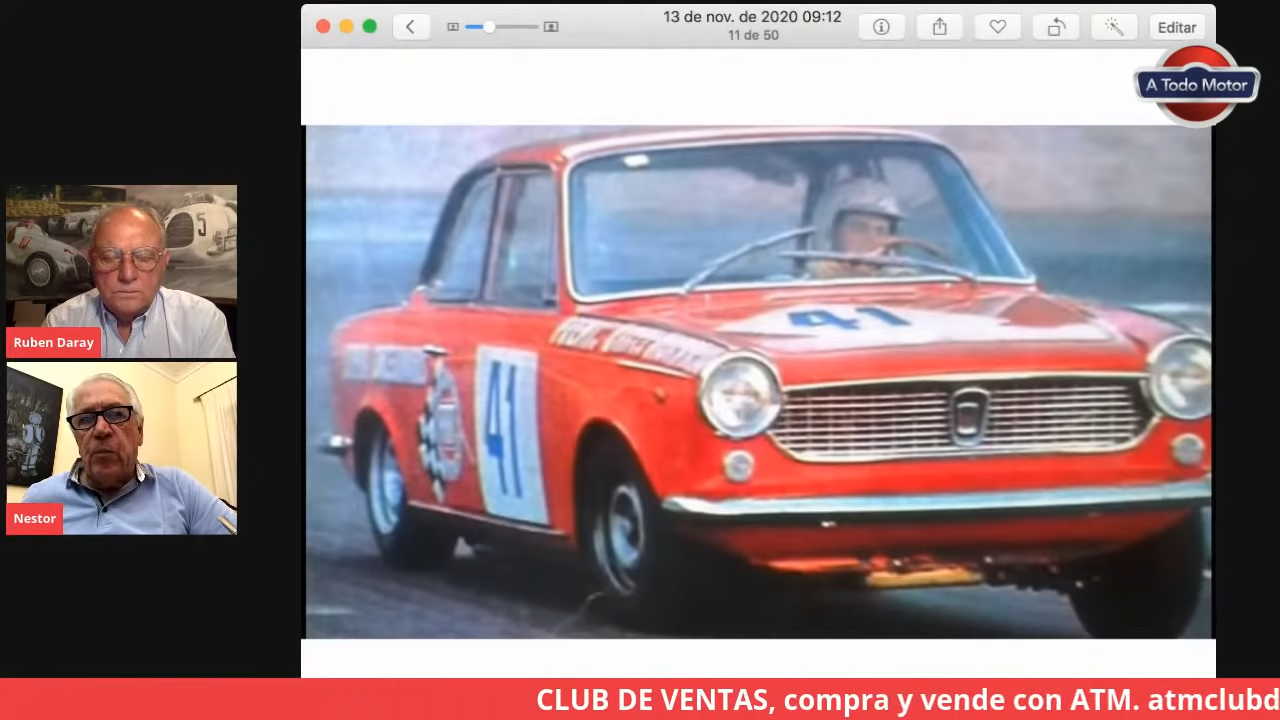 13 de nov. de 2020 09:12
11 de 50
Editar
A Todo Motor
5
Ruben Daray
Nestor
41
41
CLUB DE VENTAS, compra y vende con ATM. atmclubd